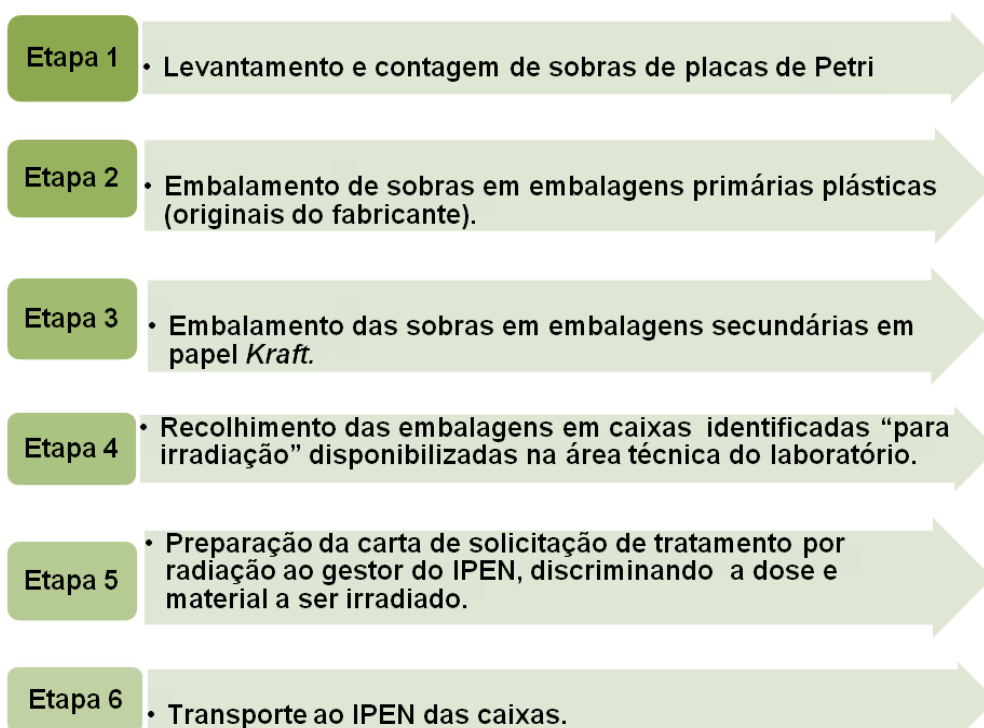 Etapa 1
• Levantamento e contagem de sobras de placas de Petri
Etapa 2
• Embalamento de sobras em embalagens primárias plásticas
(originais do fabricante).
Etapa 3
• Embalamento das sobras em embalagens secundárias em
papel Kraft.
Etapa 4
• Recolhimento das embalagens em caixas identificadas “para
irradiação” disponibilizadas na área técnica do laboratório.
Etapa 5
• Preparação da carta de solicitação de tratamento por
radiação ao gestor do IPEN, discriminando a dose e
material a ser irradiado.
Etapa 6
• Transporte ao IPEN das caixas.